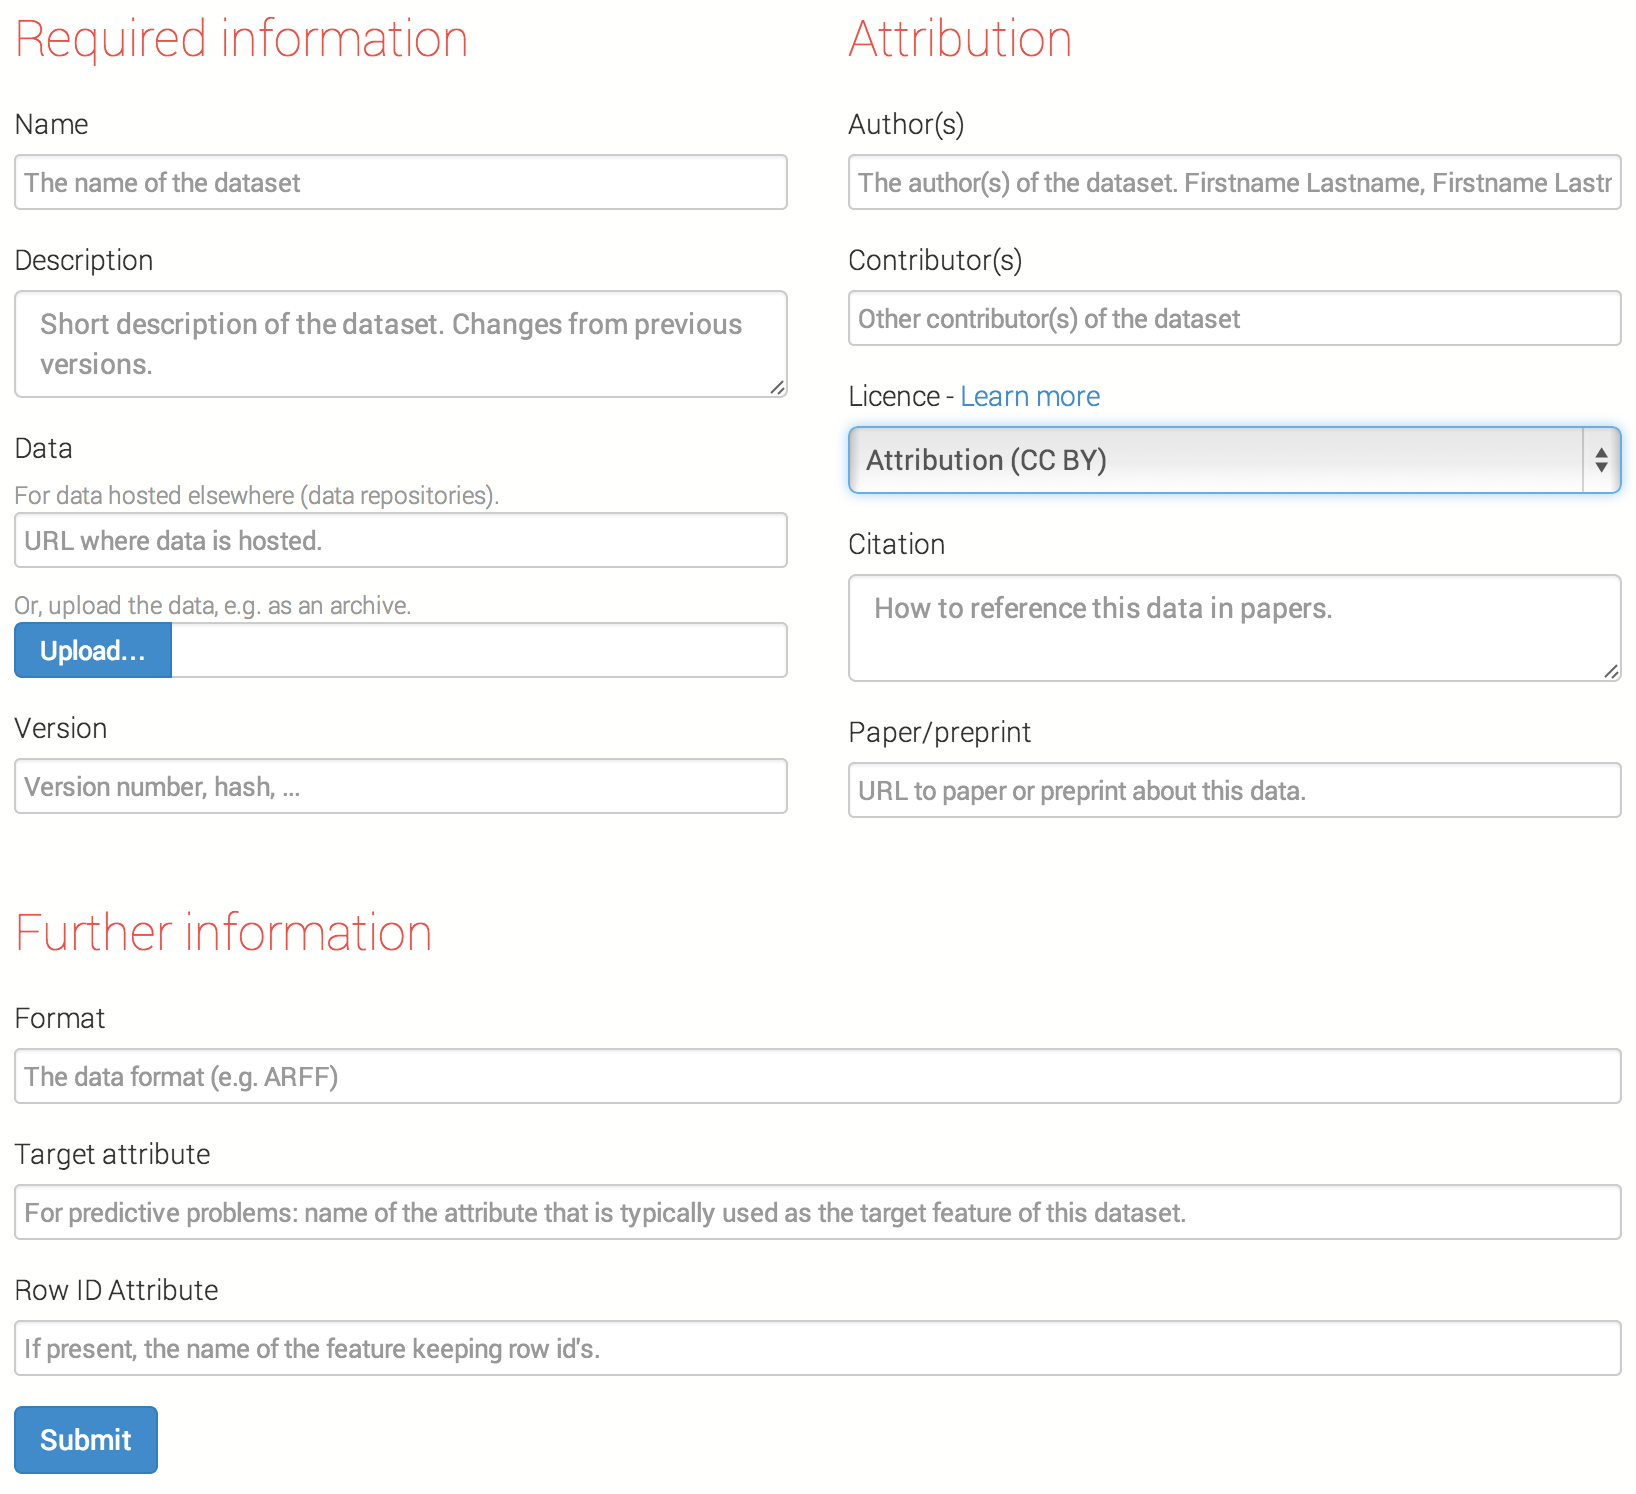 Required information
Name
The name of the dataset
Description
Short description of the dataset. Changes from previous
versions.
Data
For data hosted elsewhere (data repositories).
URL where data is hosted.
Or, upload the data, e.g. as an archive.
Upload...
Version
Version number, hash, ...
Attribution
Author(s)
The author(s) of the dataset. Firstname Lastname, Firstname Lastr
Contributor(s)
Other contributor(s) of the dataset
Licence - Learn more
Attribution (CC BY)
Citation
How to reference this data in papers.
Paper/preprint
URL to paper or preprint about this data.
Further information
Format
The data format (e.g. ARFF)
Target attribute
For predictive problems: name of the attribute that is typically used as the target feature of this dataset.
Row ID Attribute
If present, the name of the feature keeping row id's.
Submit